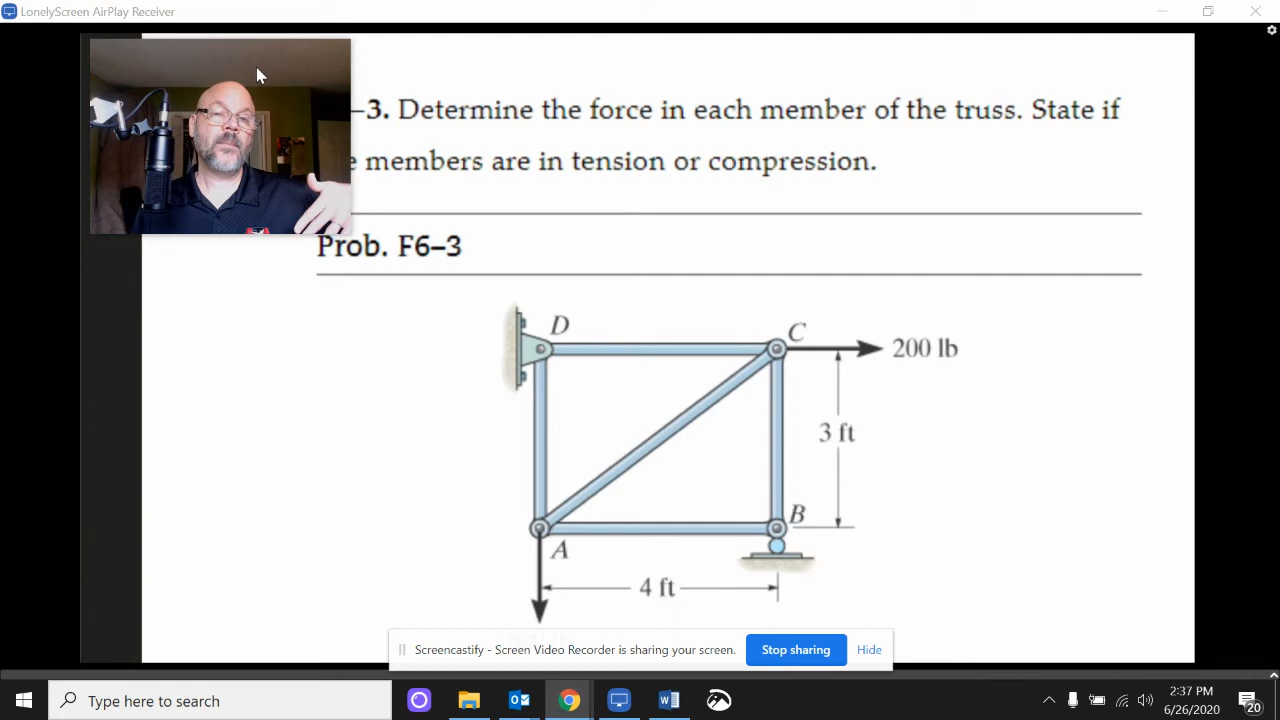 LonelyScreen AirPlay Receiver
–3. Determine the force in each member of the truss. State if
members are in tension or compression.
Prob. F6–3
D
C
200 lb
3 ft
B
A
4 ft
Screencastify - Screen Video Recorder is sharing your screen.
Stop sharing
Hide
Type here to search
2:37 PM
6/26/2020
20